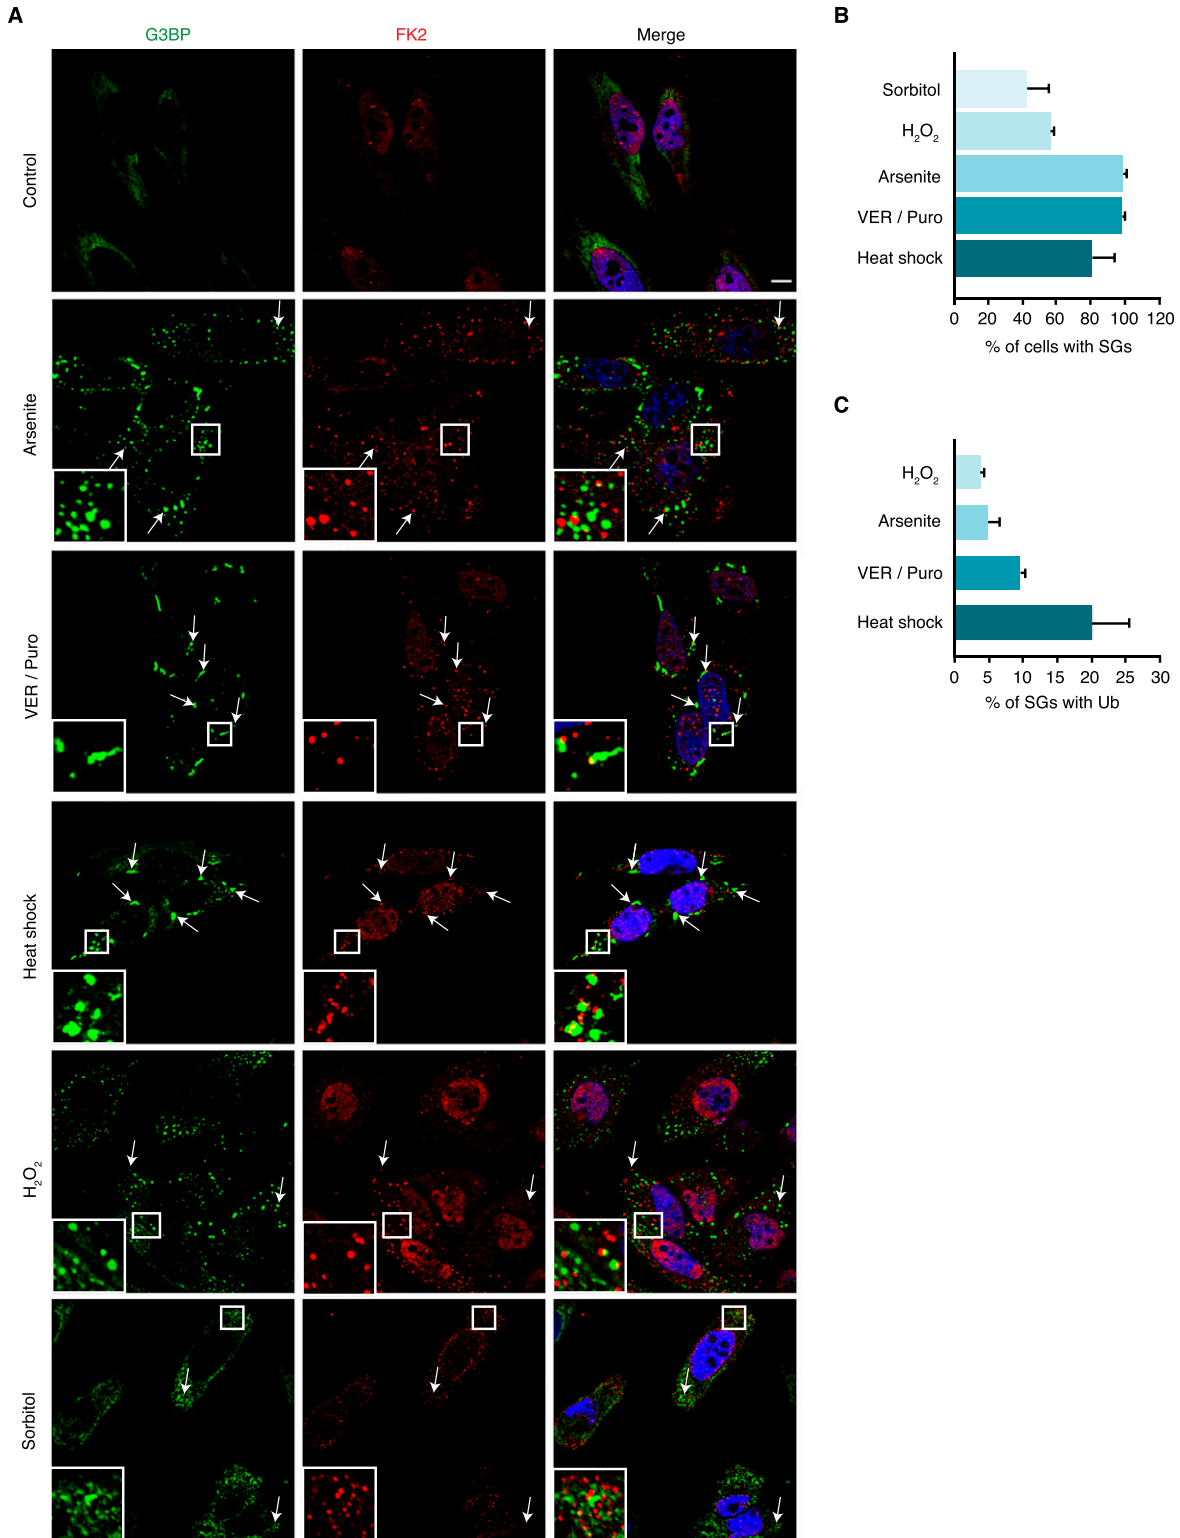 A
G3BP
FK2
Merge
Control
Arsenite
VER / Puro
Heat shock
H₂O₂
Sorbitol
B
Sorbitol
H₂O₂
Arsenite
VER / Puro
Heat shock
0 20 40 60 80 100 120
% of cells with SGs
C
H₂O₂
Arsenite
VER / Puro
Heat shock
0 5 10 15 20 25 30
% of SGs with Ub